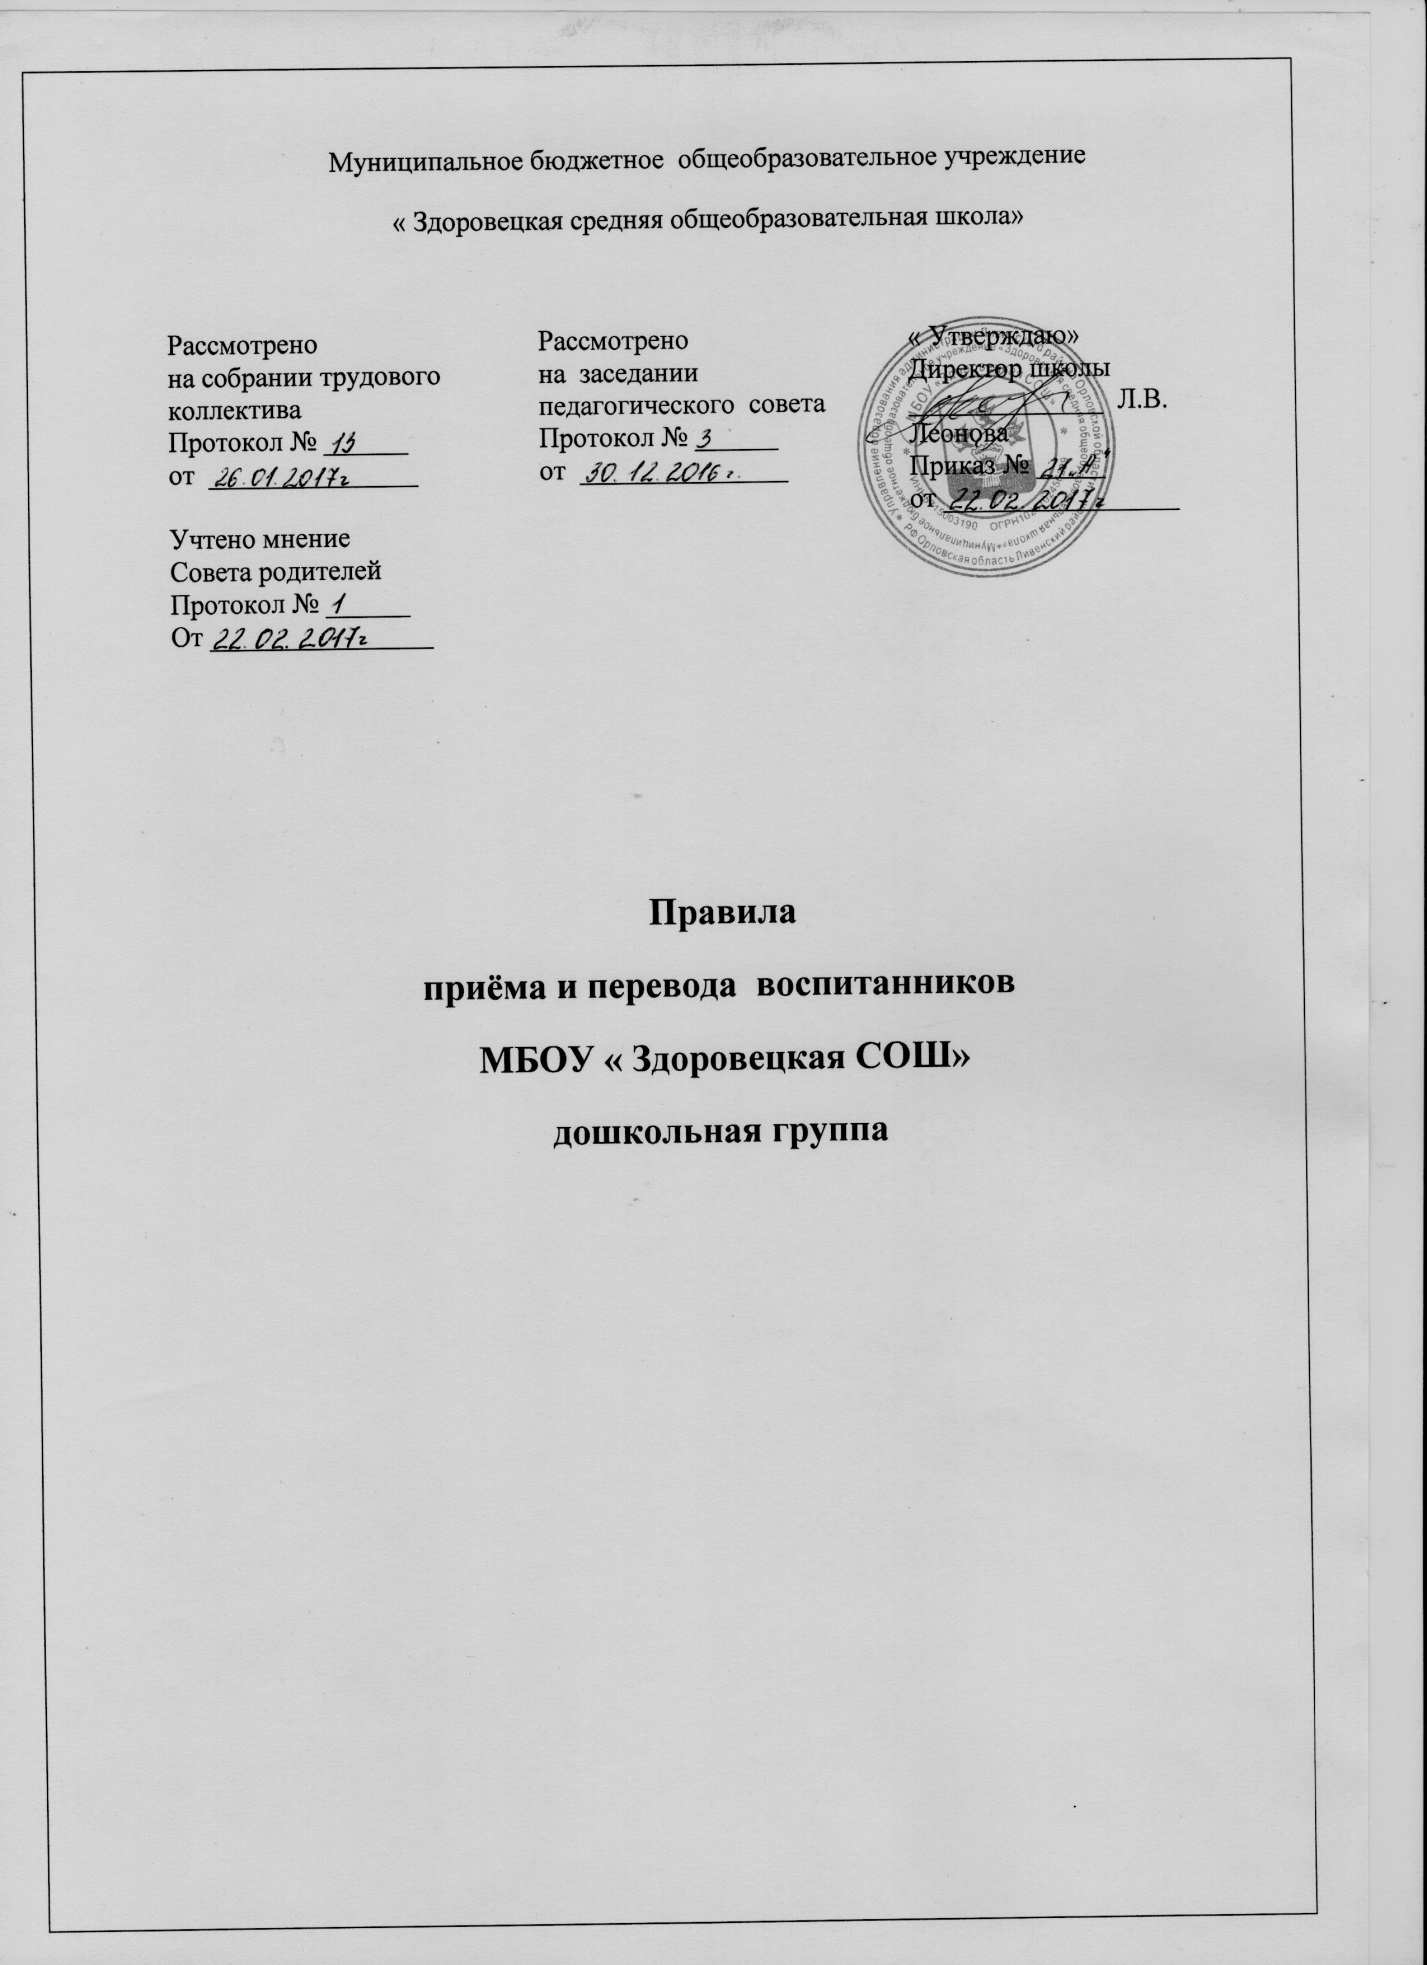 Муниципальное бюджетное  общеобразовательное учреждение
« Здоровецкая средняя общеобразовательная школа»
Рассмотрено
на собрании трудового
коллектива
Протокол № 13
от 26.01.2017г
Рассмотрено
на  заседании
педагогического  совета
Протокол № 3
от 30.12.2016г.
« Утверждаю»
Директор школы
Л.В.
Леонова
Приказ № 27
от 22.02.2017г
Учтено мнение
Совета родителей
Протокол № 1
От 22.02.2017г
Правила
приёма и перевода  воспитанников
МБОУ « Здоровецкая СОШ»
дошкольная группа